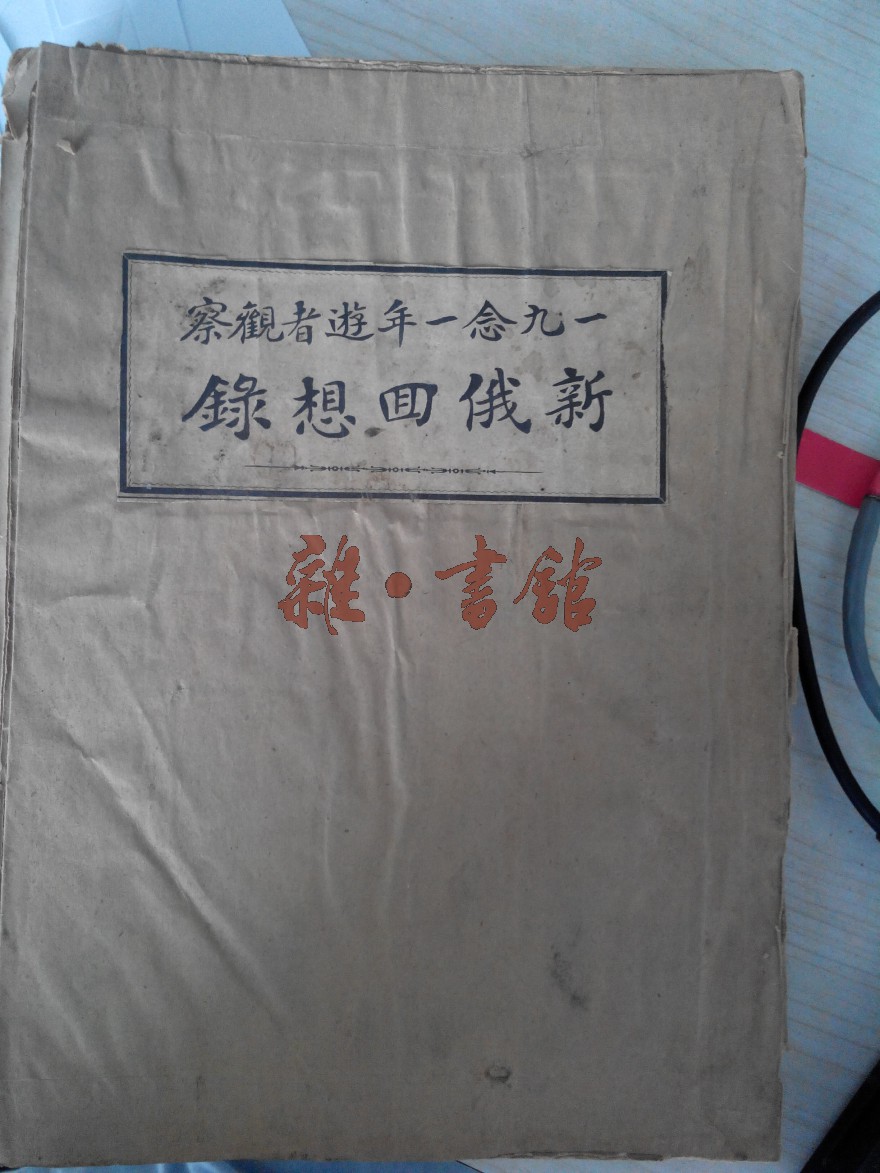 一九念一年遊者觀察
新俄回想錄
雜·書館